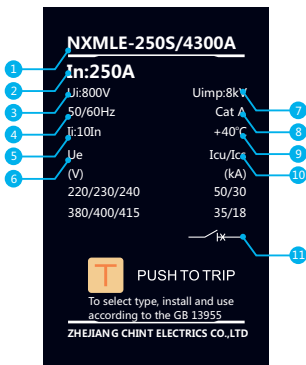 NXMLE-250S/4300A
In:250A
Ui:800V Uimp:8kV
50/60Hz Cat A
Ii:10In +40℃
Ue Icu/Ics
(V) (kA)
220/230/240 50/30
380/400/415 35/18
T PUSH TO TRIP
To select type, install and use
according to the GB 13955
ZHEJIANG CHINT ELECTRICS CO.,LTD
1
2
3
4
5
6
7
8
9
10
11